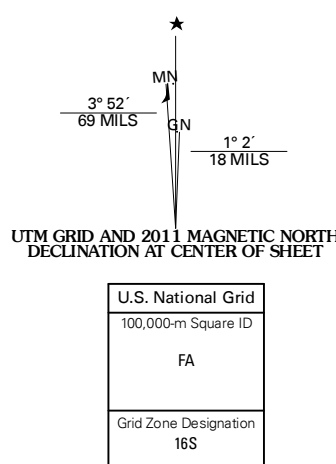 ★
MN
3° 52´
69 MILS
GN
1° 2´
18 MILS
UTM GRID AND 2011 MAGNETIC NORTH
DECLINATION AT CENTER OF SHEET
U.S. National Grid
100,000-m Square ID
FA
Grid Zone Designation
16S